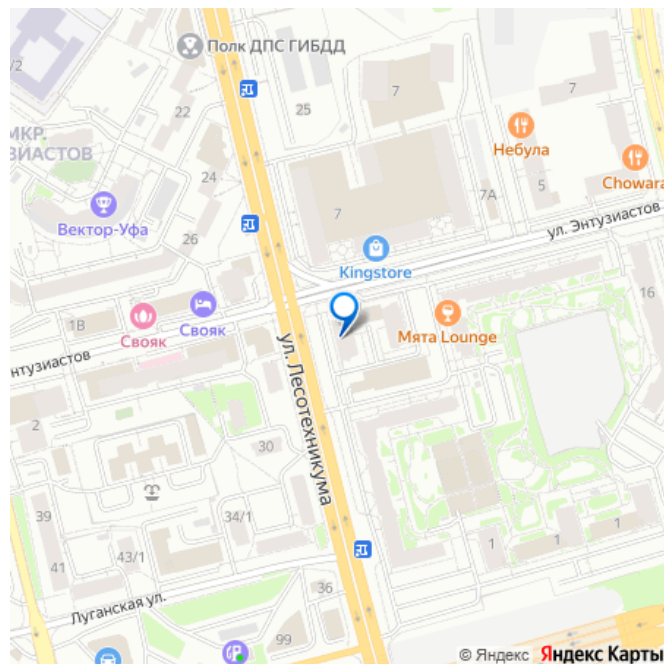 Полк ДПС ГИБДД
/2
22
25
7
7
МКР.
ЗИАСТОВ
Небула
24
Chowara
7А
5
Вектор-Уфа
7
26
ул. Энтузиастов
Kingstore
16
1В
Свояк
Свояк
Мята Lounge
нтузиастов
ул. Лесотехникума
2
30
39
34/1
43/1
41
1
1
1
Луганская ул.
36
99
© Яндекс Яндекс Карты